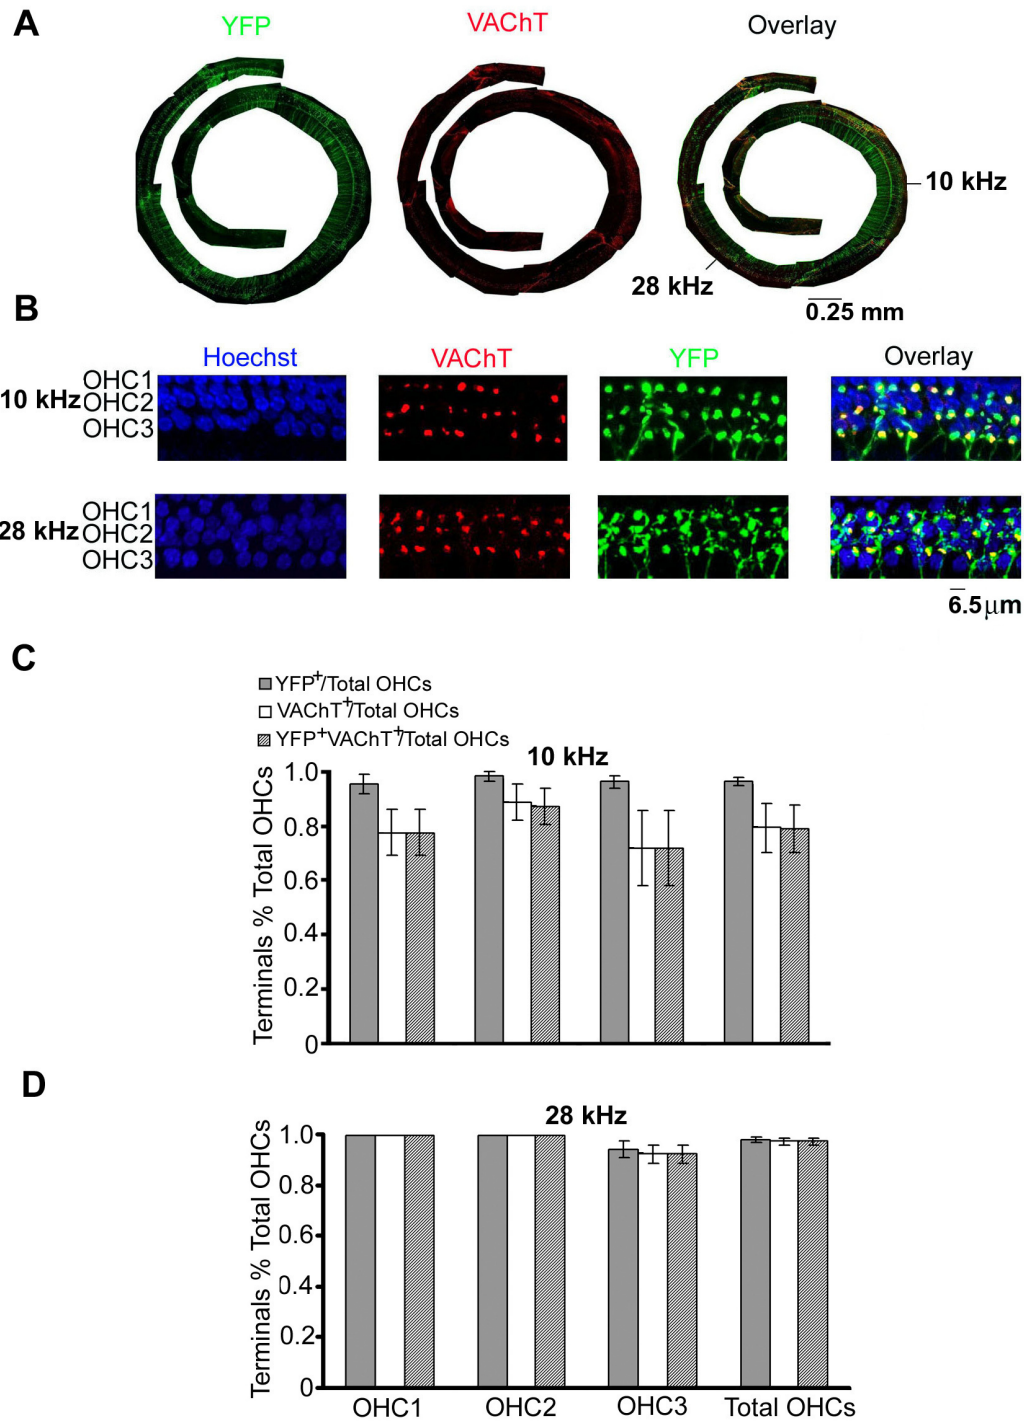 A
YFP
VAChT
Overlay
10 kHz
28 kHz
0.25 mm
B
Hoechst
VAChT
YFP
Overlay
10 kHz
OHC1
OHC2
OHC3
28 kHz
OHC1
OHC2
OHC3
6.5μm
C
YFP+/Total OHCs
VAChT+/Total OHCs
YFP+VAChT+/Total OHCs
10 kHz
Terminals % Total OHCs
1.0
0.8
0.6
0.4
0.2
0
D
28 kHz
Terminals % Total OHCs
1.0
0.8
0.6
0.4
0.2
0
OHC1 OHC2 OHC3 Total OHCs